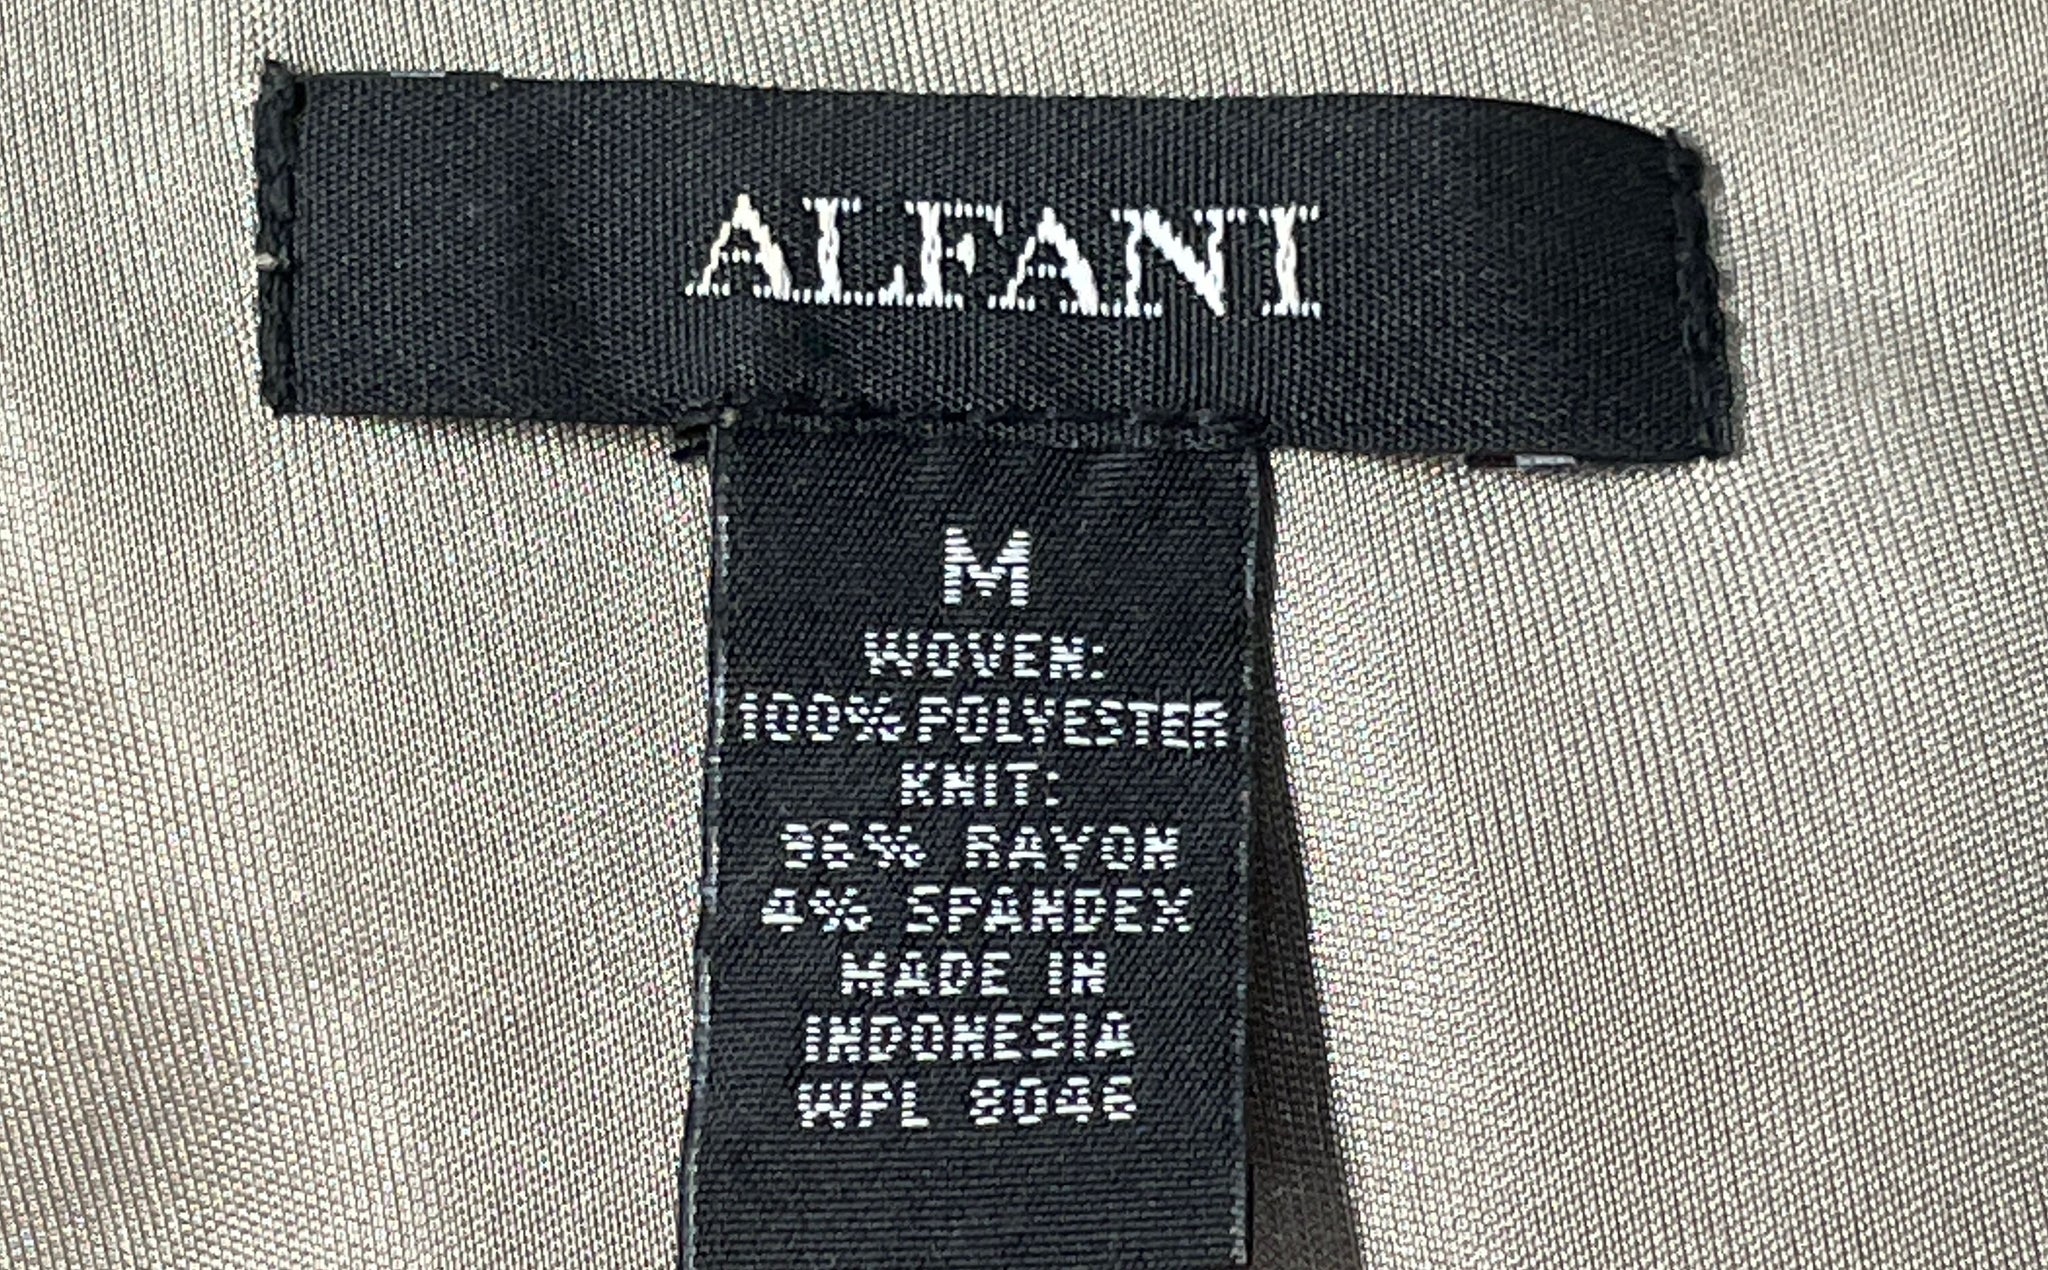 ALFANI
M
WOVEN:
100% POLYESTER
KNIT:
96% RAYON
4% SPANDEX
MADE IN
INDONESIA
WPL 8046